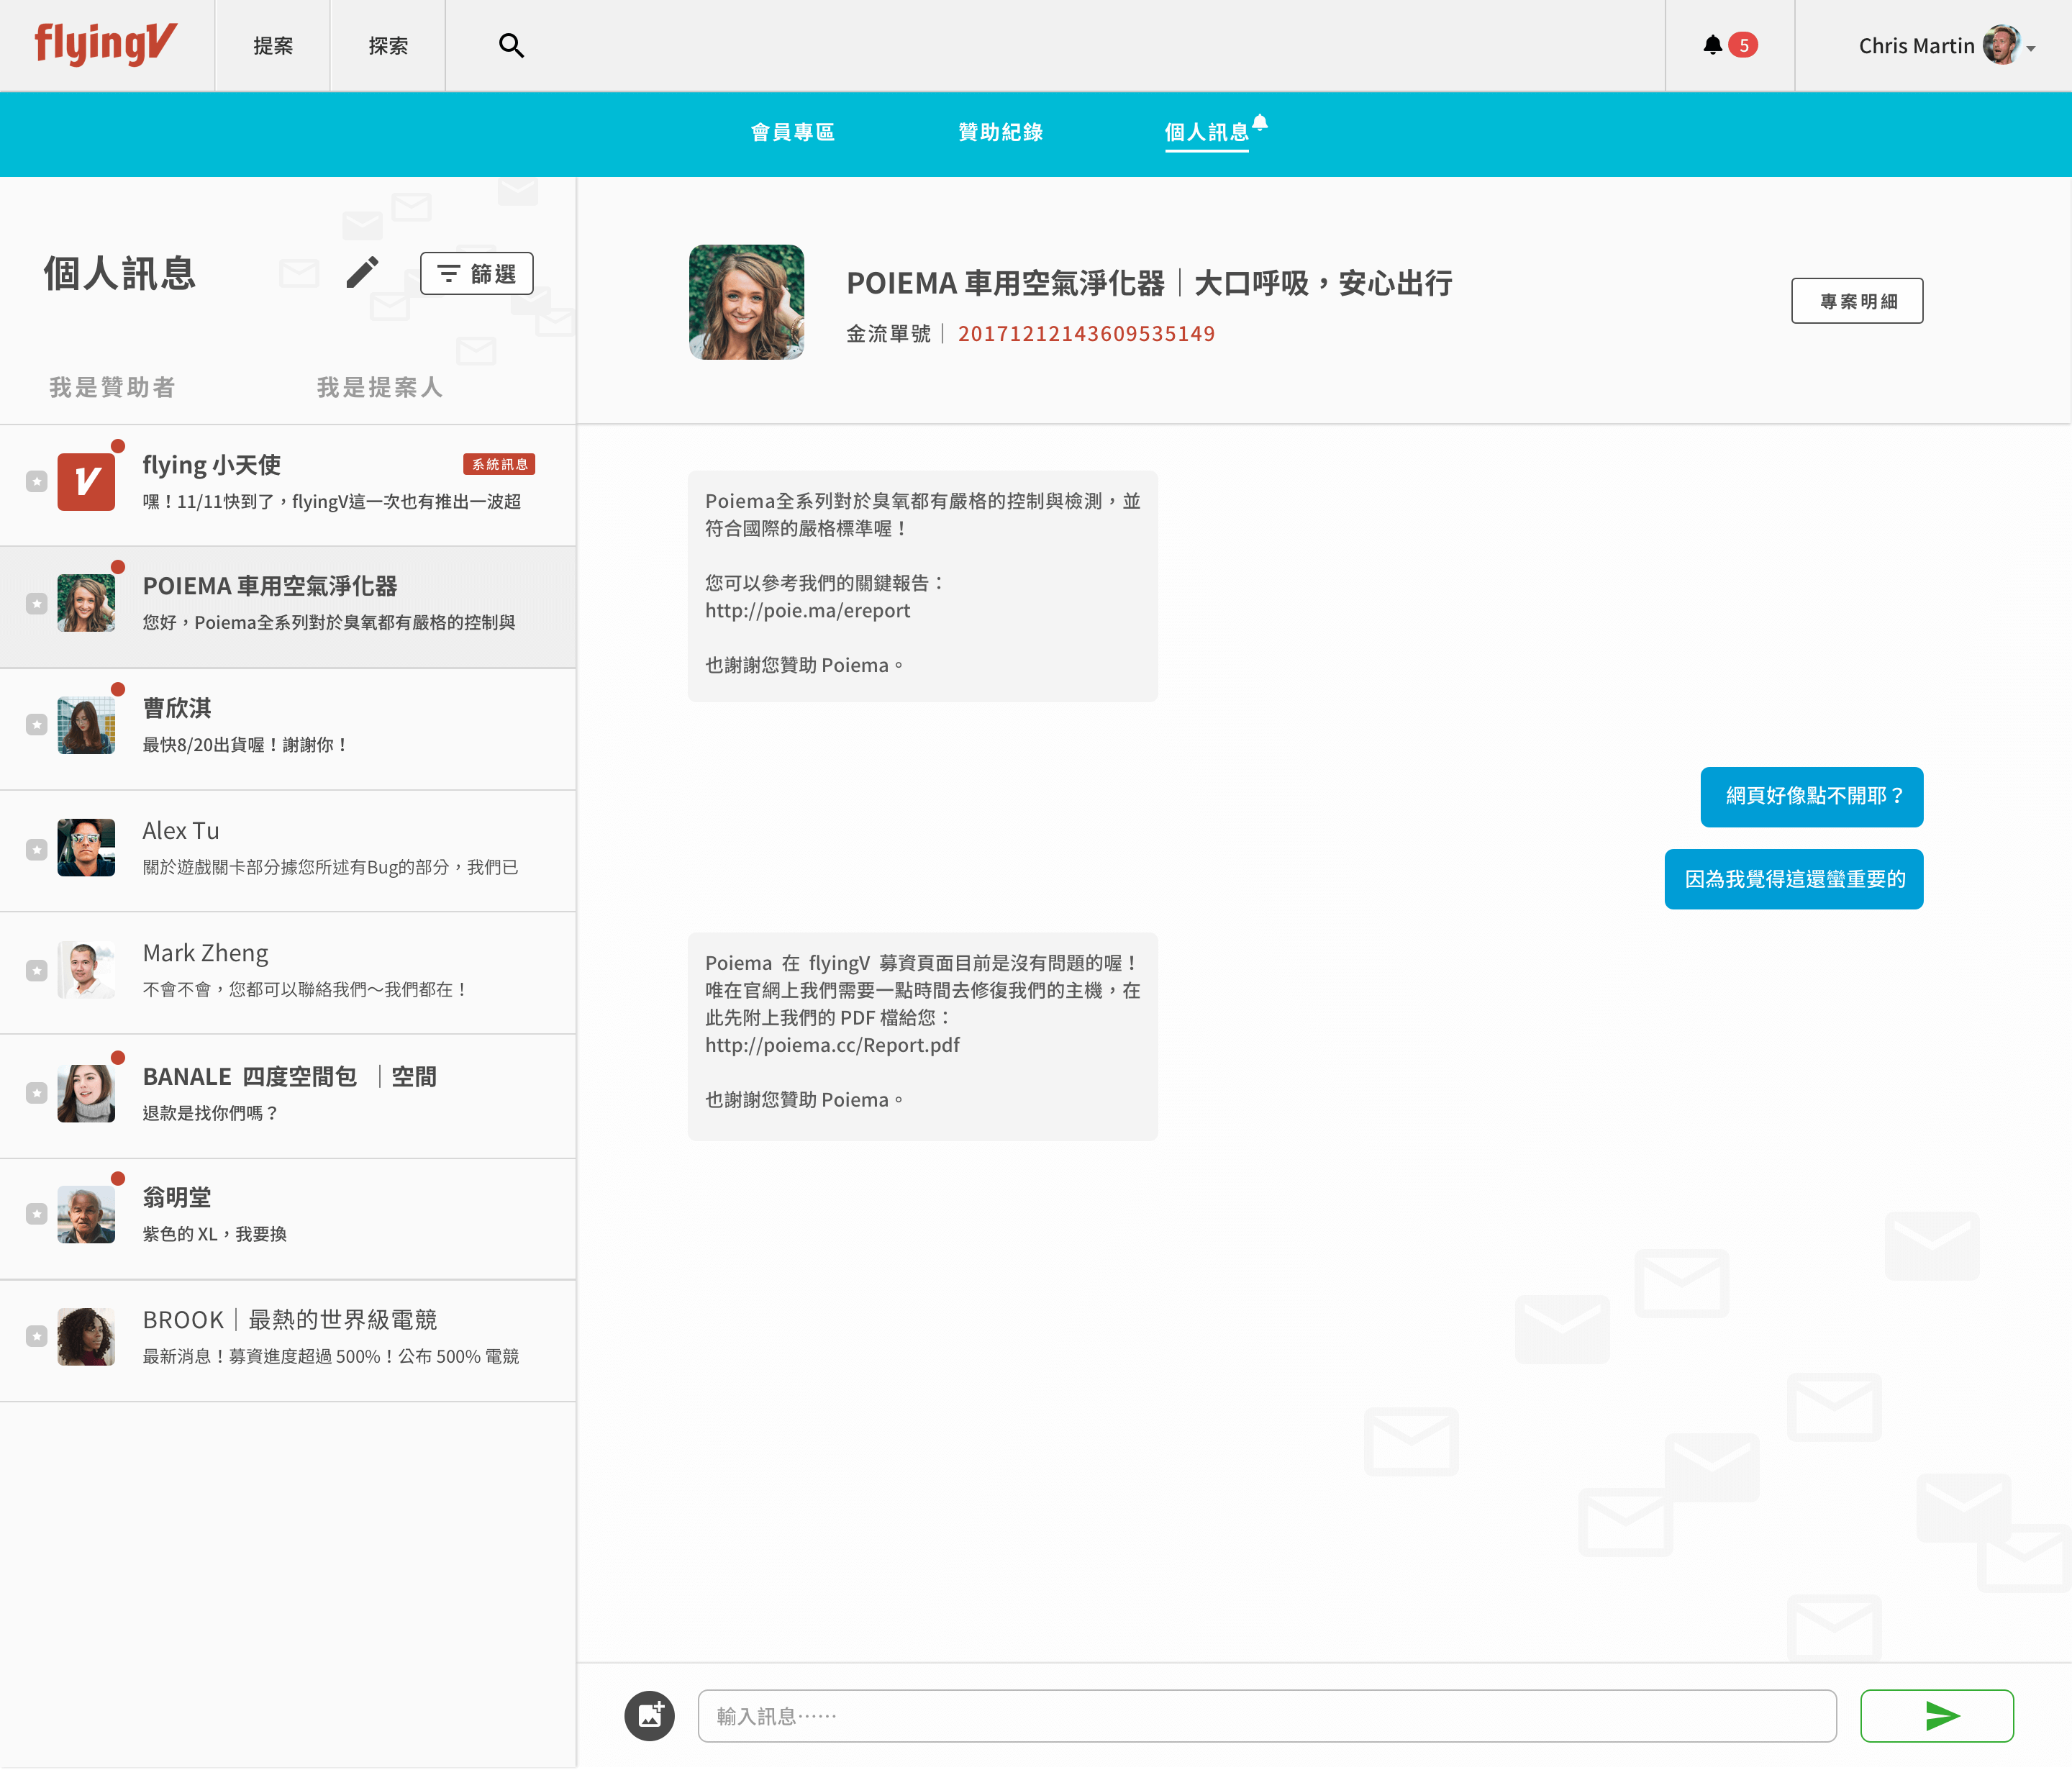 flyingV
提案
探索
5
Chris Martin
會員專區
贊助紀錄
個人訊息
個人訊息
篩選
我是贊助者
我是提案人
flying 小天使
系統訊息
嘿！11/11快到了，flyingV這一次也有推出一波超
POIEMA 車用空氣淨化器
您好，Poiema全系列對於臭氧都有嚴格的控制與
曹欣淇
最快8/20出貨喔！謝謝你！
Alex Tu
關於遊戲關卡部分據您所述有Bug的部分，我們已
Mark Zheng
不會不會，您都可以聯絡我們～我們都在！
BANALE 四度空間包 ｜空間
退款是找你們嗎？
翁明堂
紫色的 XL，我要換
BROOK｜最熱的世界級電競
最新消息！募資進度超過 500%！公布 500% 電競
POIEMA 車用空氣淨化器｜大口呼吸，安心出行
金流單號｜ 20171212143609535149
專案明細
Poiema全系列對於臭氧都有嚴格的控制與檢測，並
符合國際的嚴格標準喔！
您可以參考我們的關鍵報告：
http://poie.ma/ereport
也謝謝您贊助 Poiema。
網頁好像點不開耶？
因為我覺得這還蠻重要的
Poiema 在 flyingV 募資頁面目前是沒有問題的喔！
唯在官網上我們需要一點時間去修復我們的主機，在
此先附上我們的 PDF 檔給您：
http://poiema.cc/Report.pdf
也謝謝您贊助 Poiema。
輸入訊息……